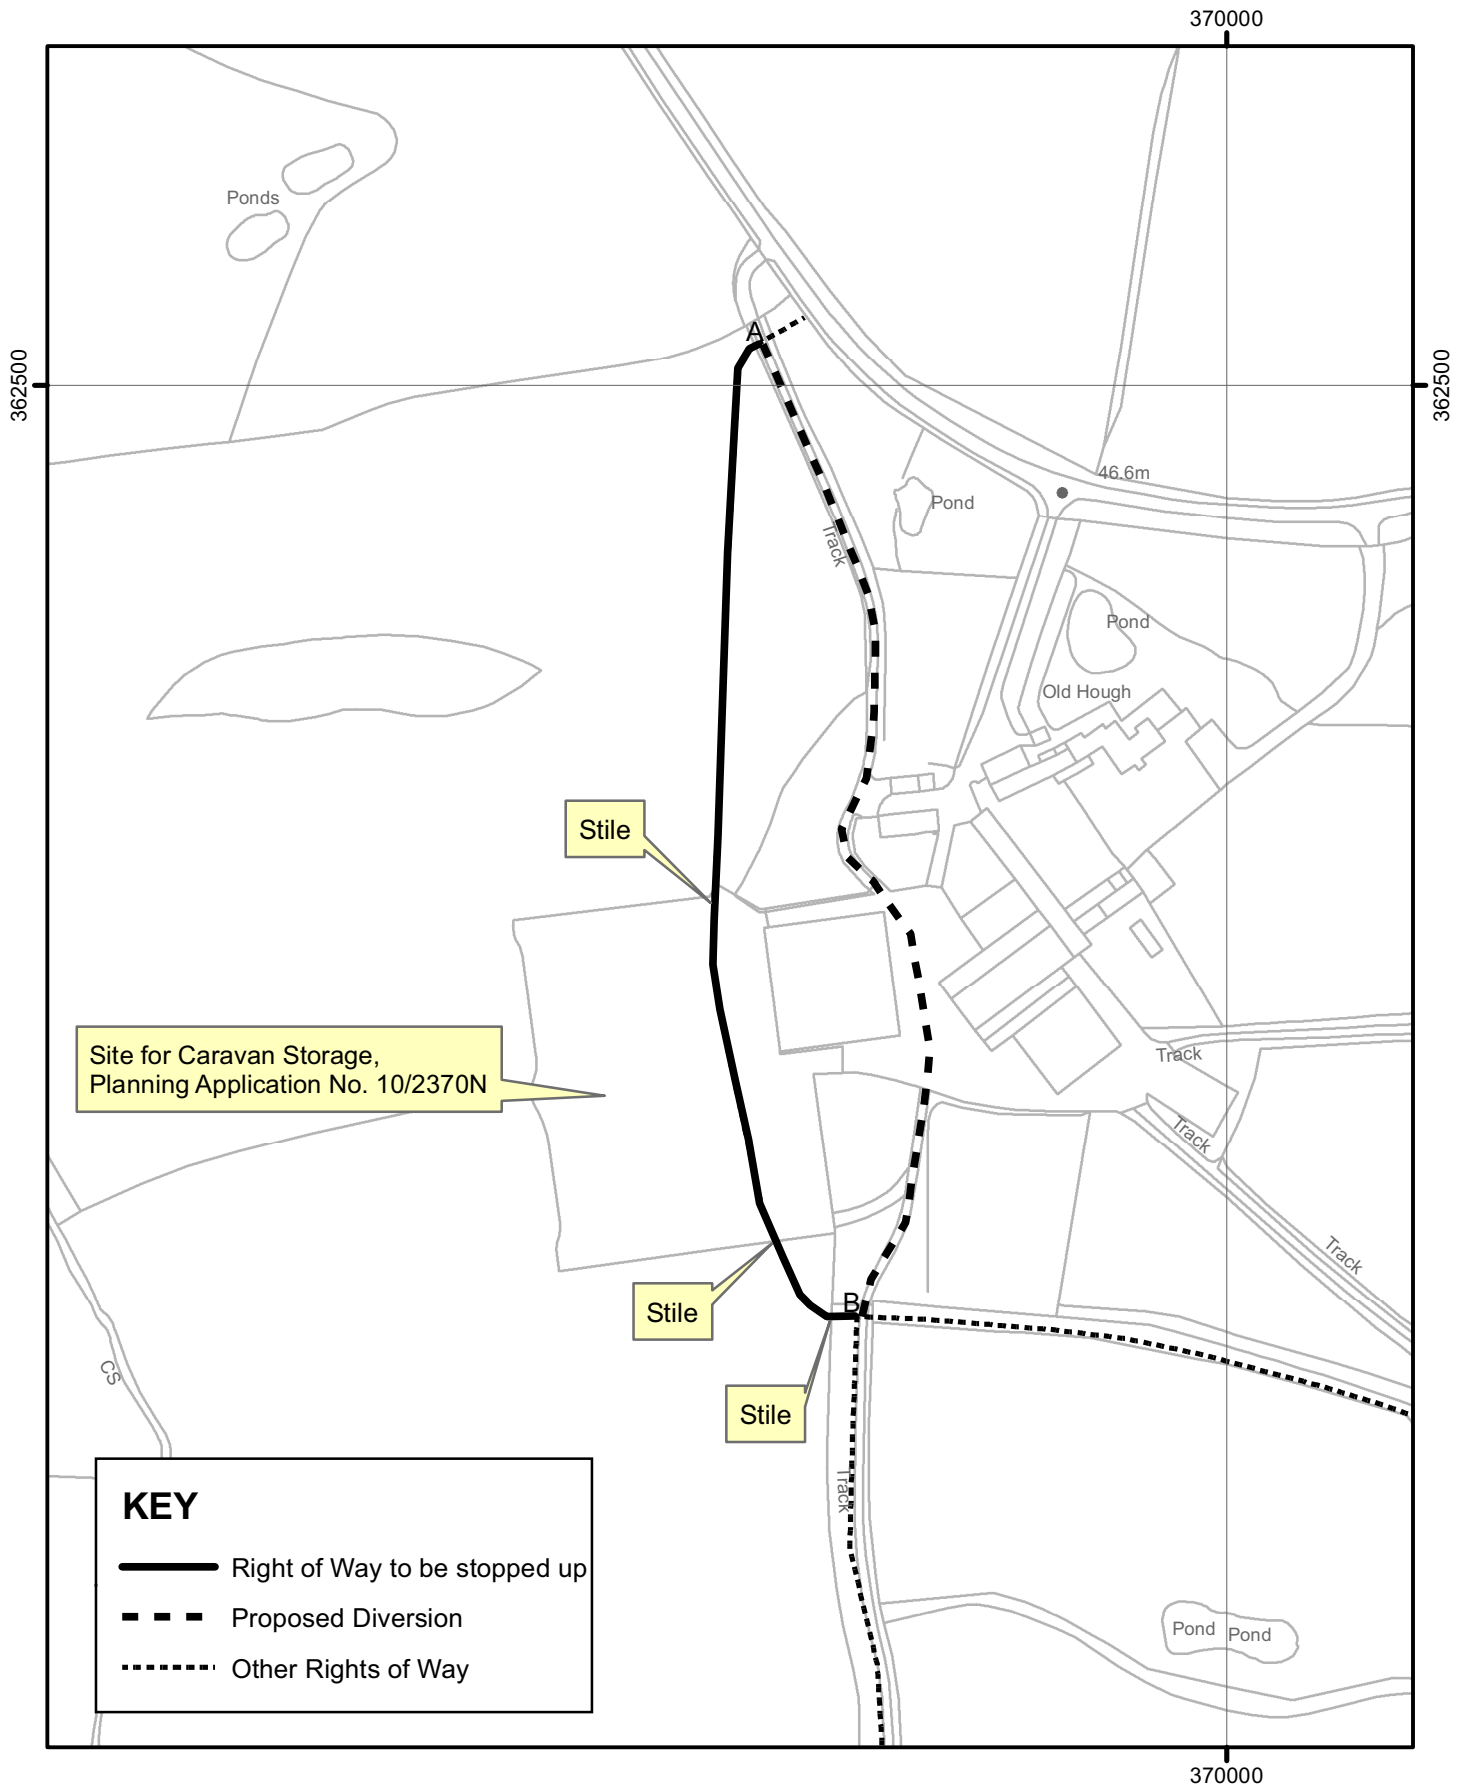 370000
Ponds
A
362500
362500
46.6m
Pond
Track
Pond
Old Hough
Stile
Site for Caravan Storage,
Planning Application No. 10/2370N
Track
Track
Track
Stile
B
CS
Stile
Track
KEY
Right of Way to be stopped up
Proposed Diversion
Other Rights of Way
Pond
Pond
370000